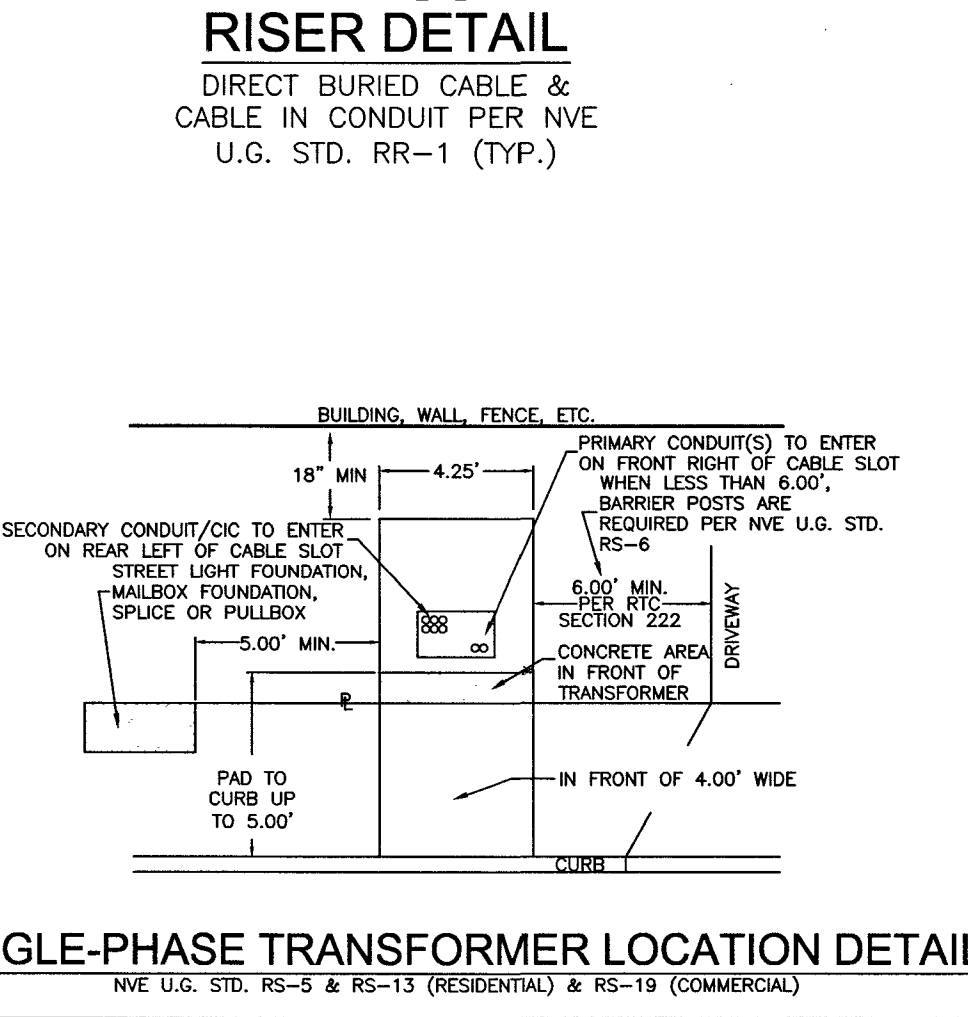 RISER DETAIL
DIRECT BURIED CABLE &
CABLE IN CONDUIT PER NVE
U.G. STD. RR-1 (TYP.)
BUILDING, WALL, FENCE, ETC.
18" MIN
4.25'
PRIMARY CONDUIT(S) TO ENTER
ON FRONT RIGHT OF CABLE SLOT
WHEN LESS THAN 6.00',
BARRIER POSTS ARE
REQUIRED PER NVE U.G. STD.
RS-6
SECONDARY CONDUIT/CIC TO ENTER
ON REAR LEFT OF CABLE SLOT
STREET LIGHT FOUNDATION,
MAILBOX FOUNDATION,
SPLICE OR PULLBOX
6.00' MIN.
PER RTC
SECTION 222
DRIVEWAY
5.00' MIN.
CONCRETE AREA
IN FRONT OF
TRANSFORMER
PL
PAD TO
CURB UP
TO 5.00'
IN FRONT OF 4.00' WIDE
CURB
GLE-PHASE TRANSFORMER LOCATION DETAIL
NVE U.G. STD. RS-5 & RS-13 (RESIDENTIAL) & RS-19 (COMMERCIAL)